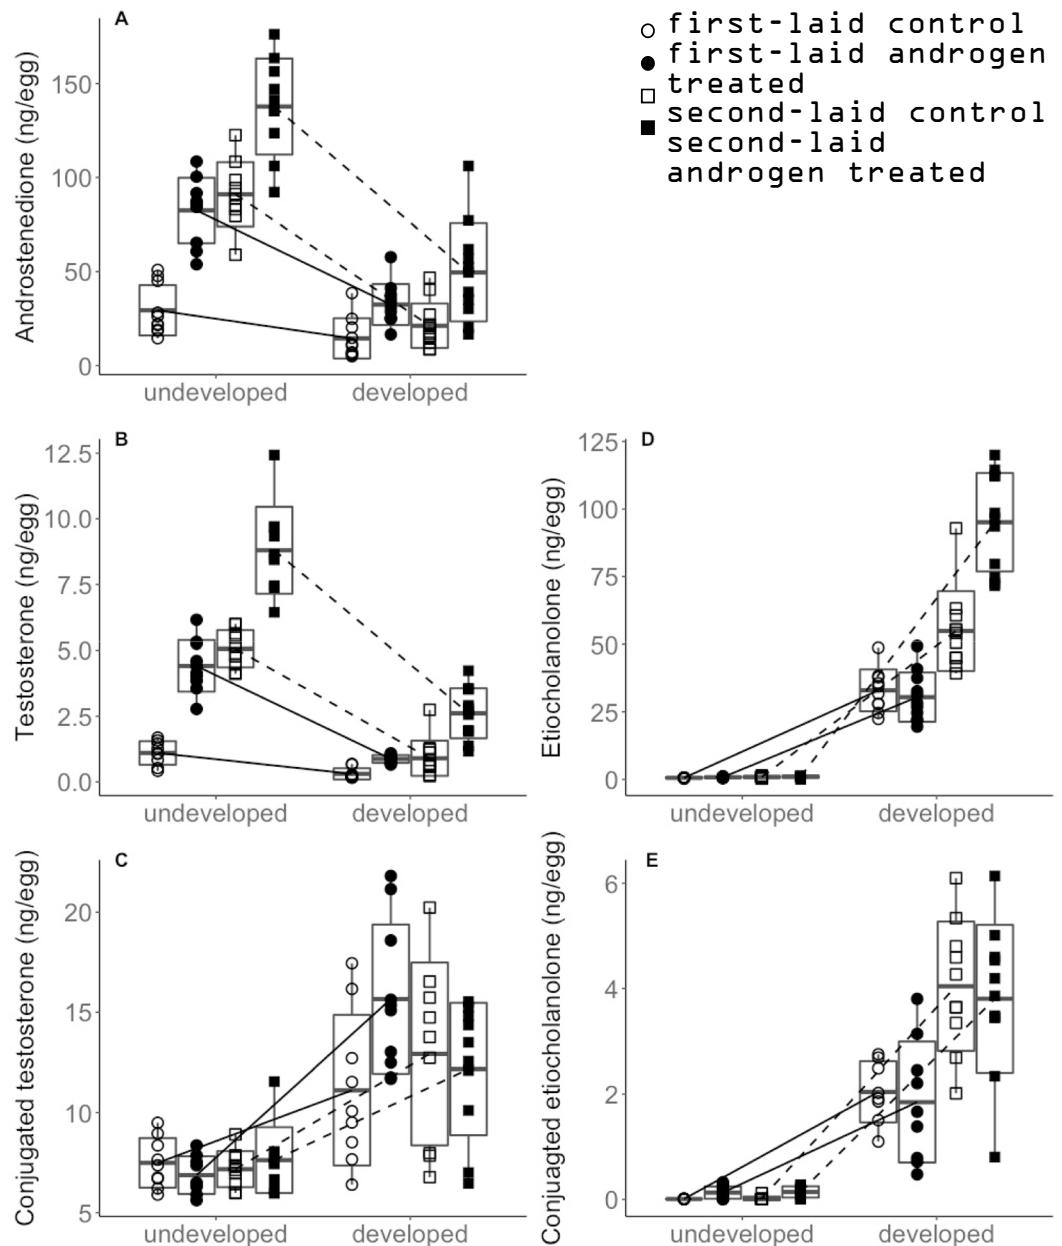 A
first-laid control
first-laid androgen
treated
second-laid control
second-laid
androgen treated
Androstenedione (ng/egg)
150
100
50
0
undeveloped developed
B
Testosterone (ng/egg)
12.5
10.0
7.5
5.0
2.5
0.0
undeveloped developed
D
Etiocholanolone (ng/egg)
125
100
75
50
25
0
undeveloped developed
C
Conjugated testosterone (ng/egg)
20
15
10
5
undeveloped developed
E
Conjuagted etiocholanolone (ng/egg)
6
4
2
0
undeveloped developed